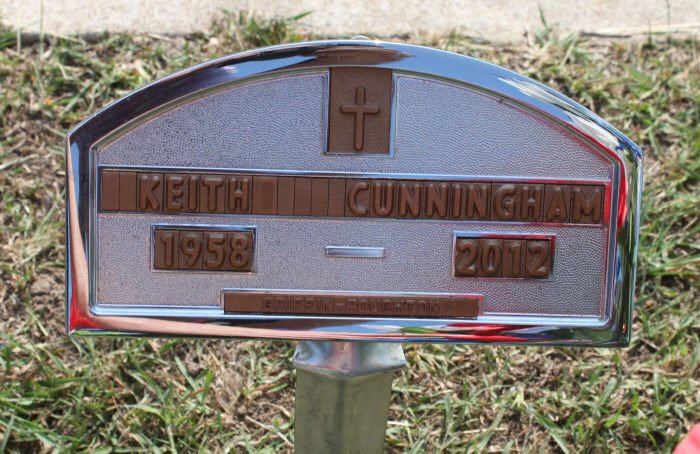 KEITH CUNNINGHAM
1958 - 2012
GRIFFIN-ROUGHTON